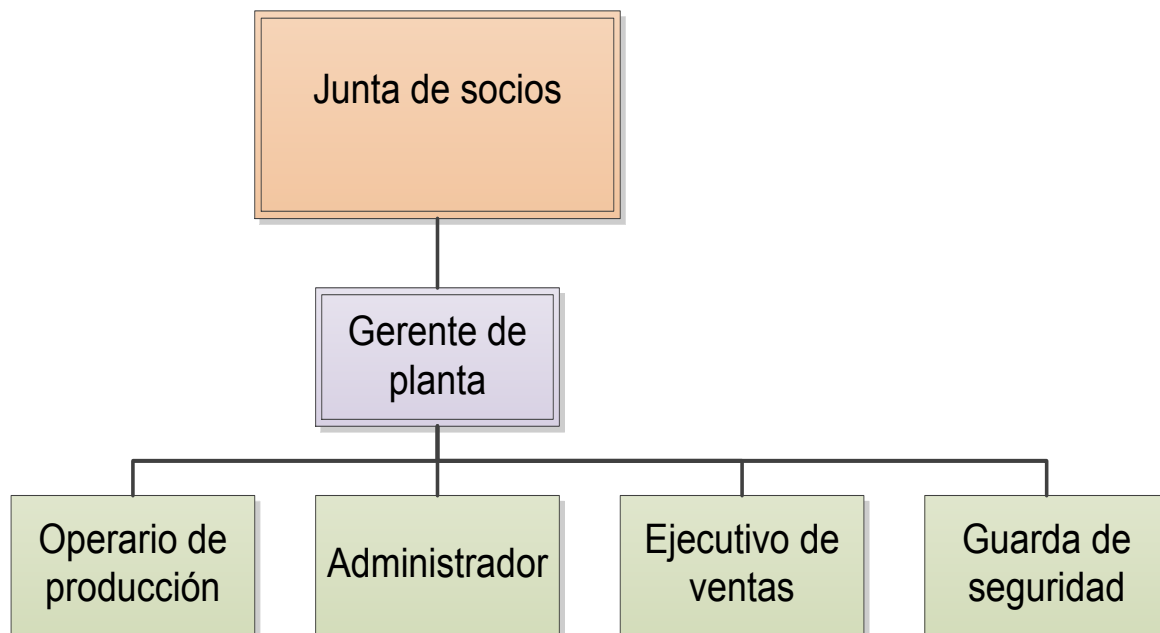 Junta de socios
Gerente de
planta
Operario de
producción
Administrador
Ejecutivo de
ventas
Guarda de
seguridad